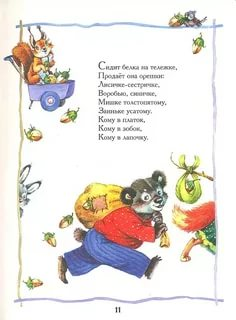 Сидит белка на тележке,
Продаёт она орешки:
Лисичке-сестричке,
Воробью, синичке,
Мишке толстопятому,
Заиньке усатому.
Кому в платок,
Кому в зобок,
Кому в лапочку.
11